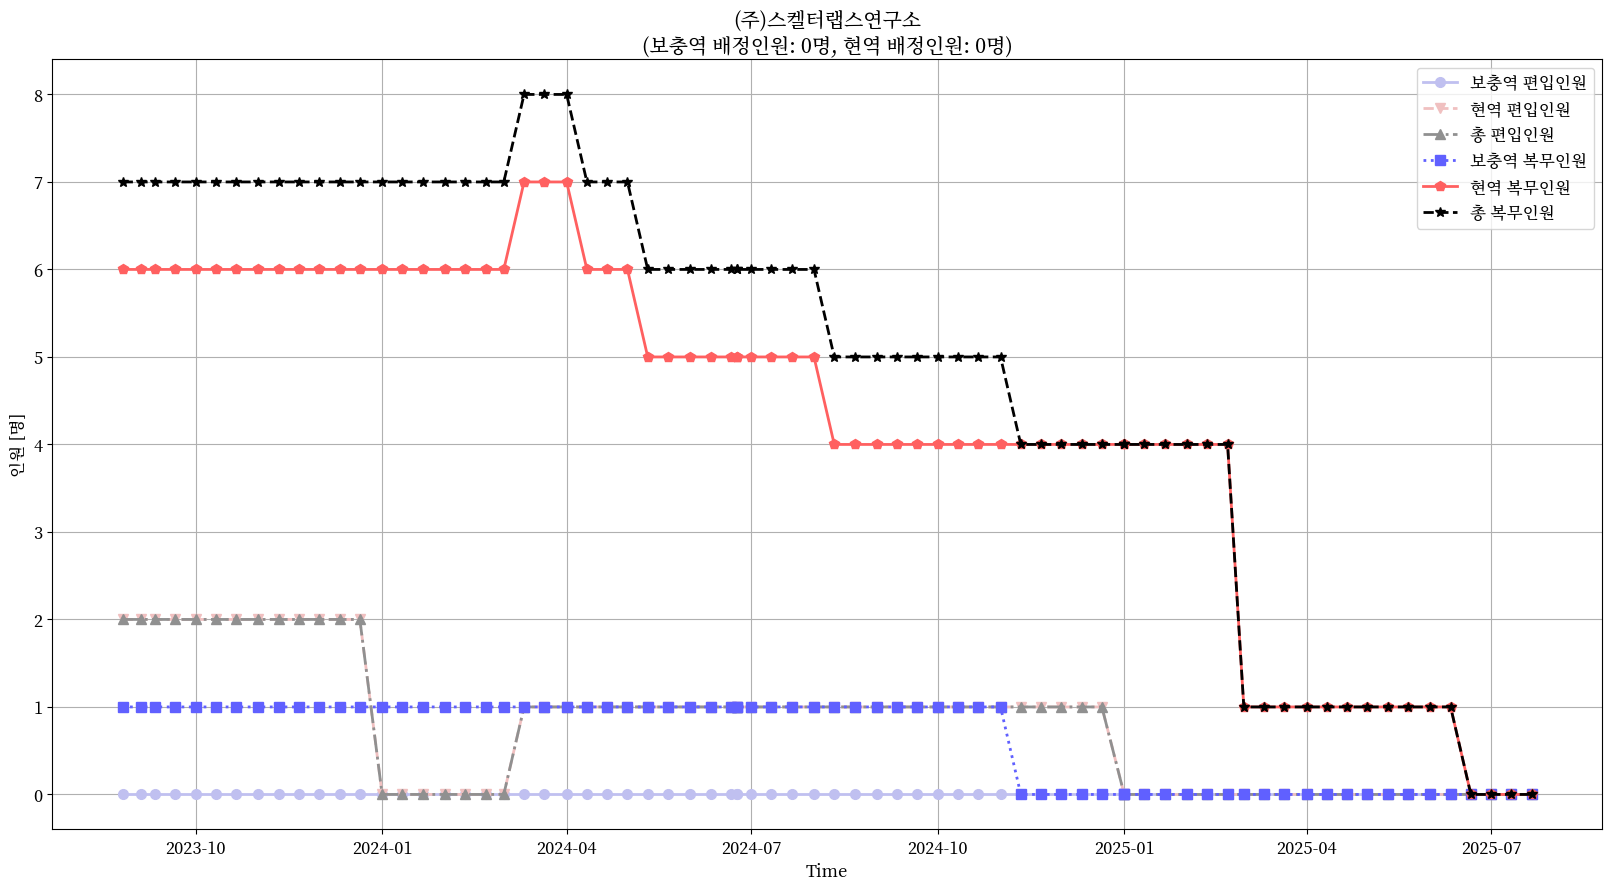 (주)스켈터랩스연구소
(보충역 배정인원: 0명, 현역 배정인원: 0명)
보충역 편입인원
현역 편입인원
총 편입인원
보충역 복무인원
현역 복무인원
총 복무인원
인원 [명]
8
7
6
5
4
3
2
1
0
2023-10 2024-01 2024-04 2024-07 2024-10 2025-01 2025-04 2025-07
Time